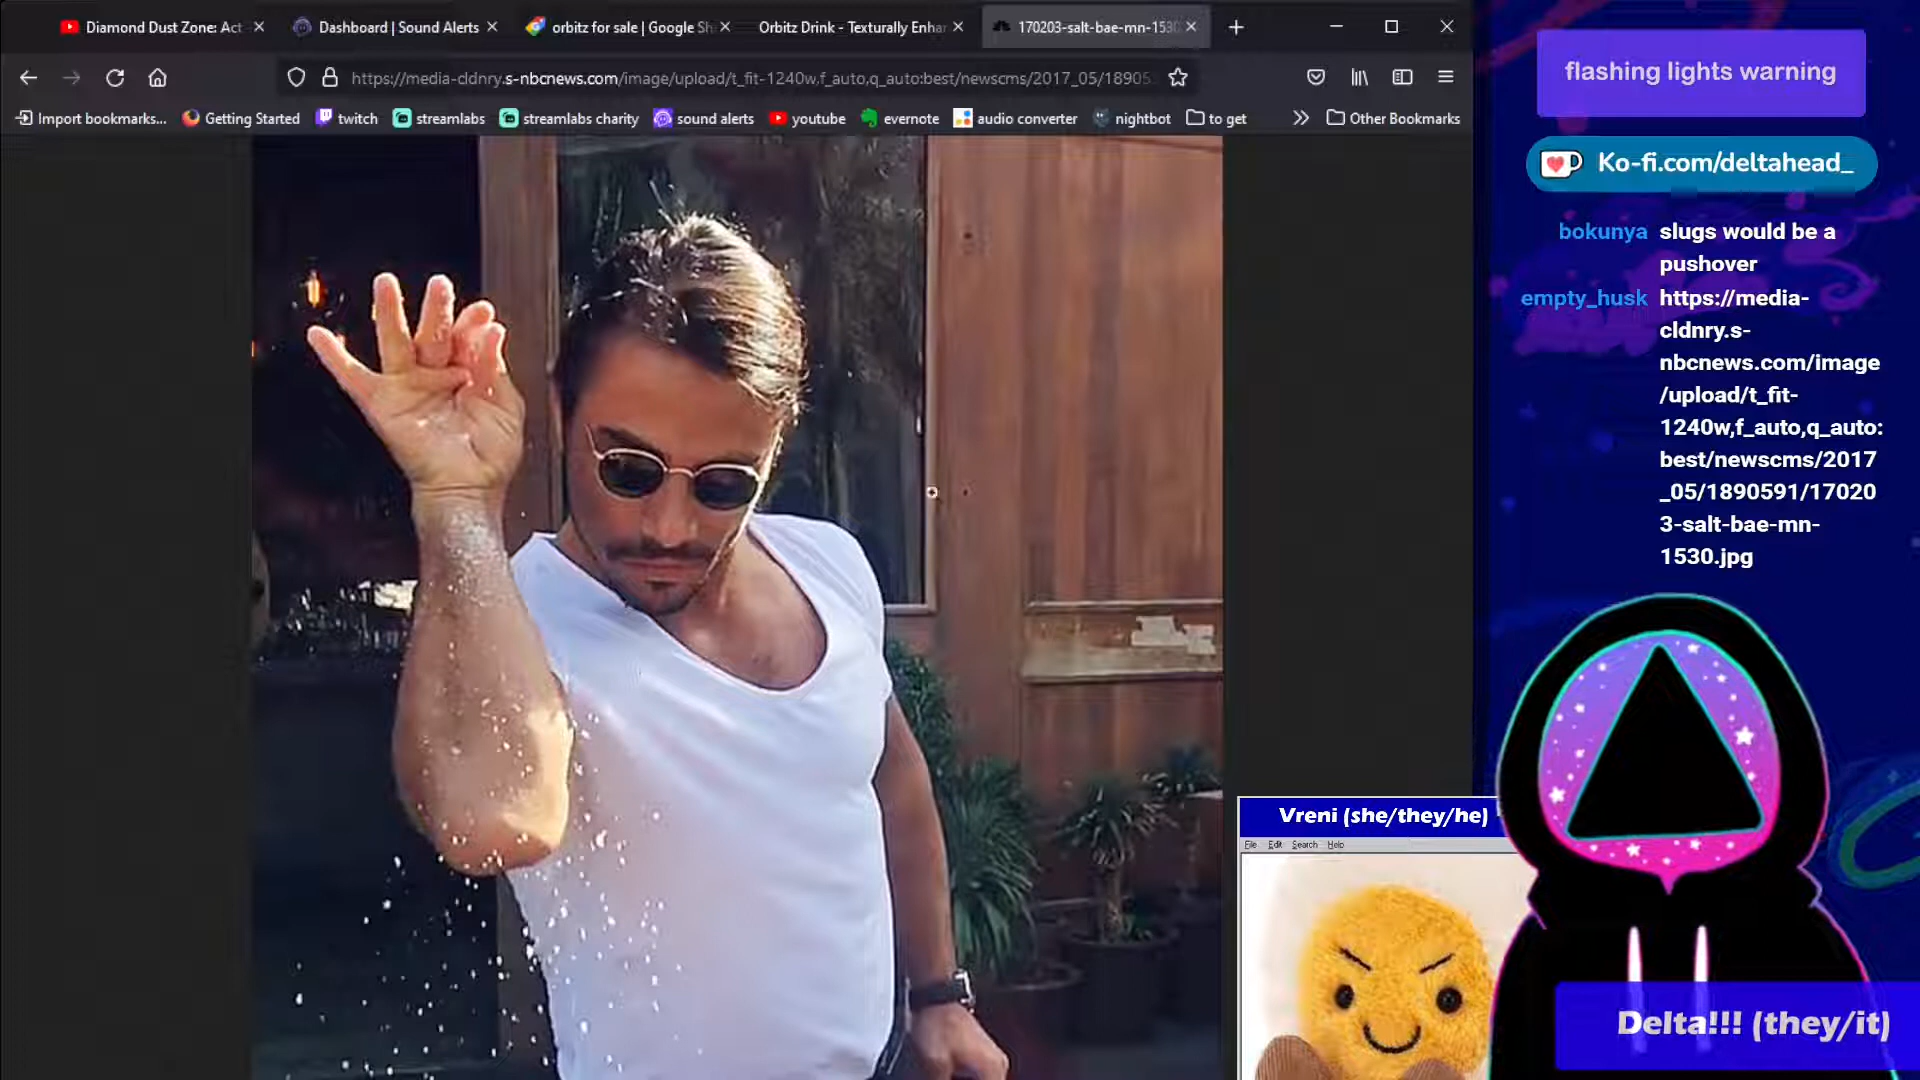 Diamond Dust Zone: Act
Dashboard | Sound Alerts
orbitz for sale | Google Sh
Orbitz Drink - Texturally Enhan
170203-salt-bae-mn-1530
https://media-cldnry.s-nbcnews.com/image/upload/t_fit-1240w,f_auto,q_auto:best/newscms/2017_05/18905
Import bookmarks...
Getting Started
twitch
streamlabs
streamlabs charity
sound alerts
youtube
evernote
audio converter
nightbot
to get
Other Bookmarks
flashing lights warning
Ko-fi.com/deltahead_
bokunya slugs would be a
pushover
empty_husk https://media-
cldnry.s-
nbcnews.com/image
/upload/t_fit-
1240w,f_auto,q_auto:
best/newscms/2017
_05/1890591/17020
3-salt-bae-mn-
1530.jpg
Vreni (she/they/he)
File Edit Search Help
Delta!!! (they/it)